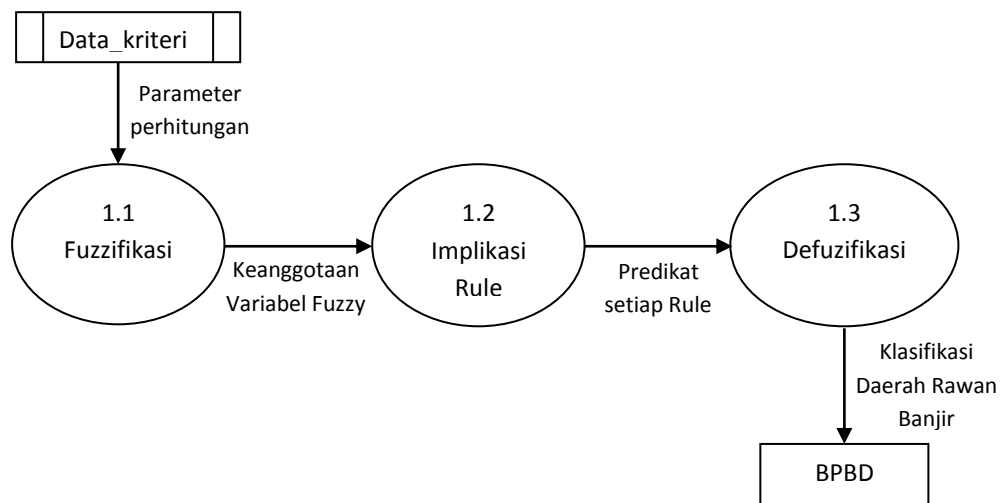 Data_kriteri
Parameter
perhitungan
1.1
Fuzzifikasi
Keanggotaan
Variabel Fuzzy
1.2
Implikasi
Rule
Predikat
setiap Rule
1.3
Defuzifikasi
Klasifikasi
Daerah Rawan
Banjir
BPBD